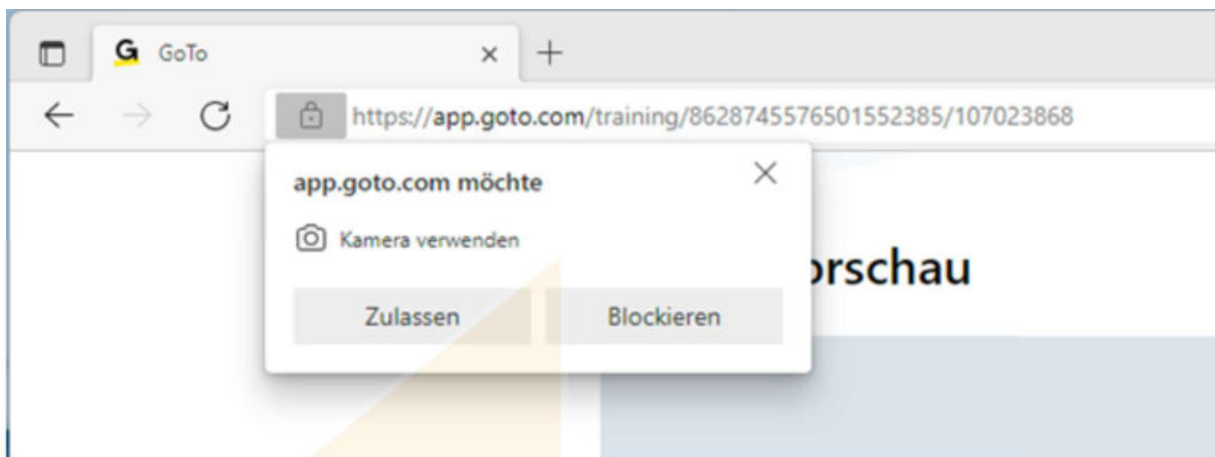 G GoTo
https://app.goto.com/training/8628745576501552385/107023868
app.goto.com möchte
Kamera verwenden
orschau
Zulassen
Blockieren